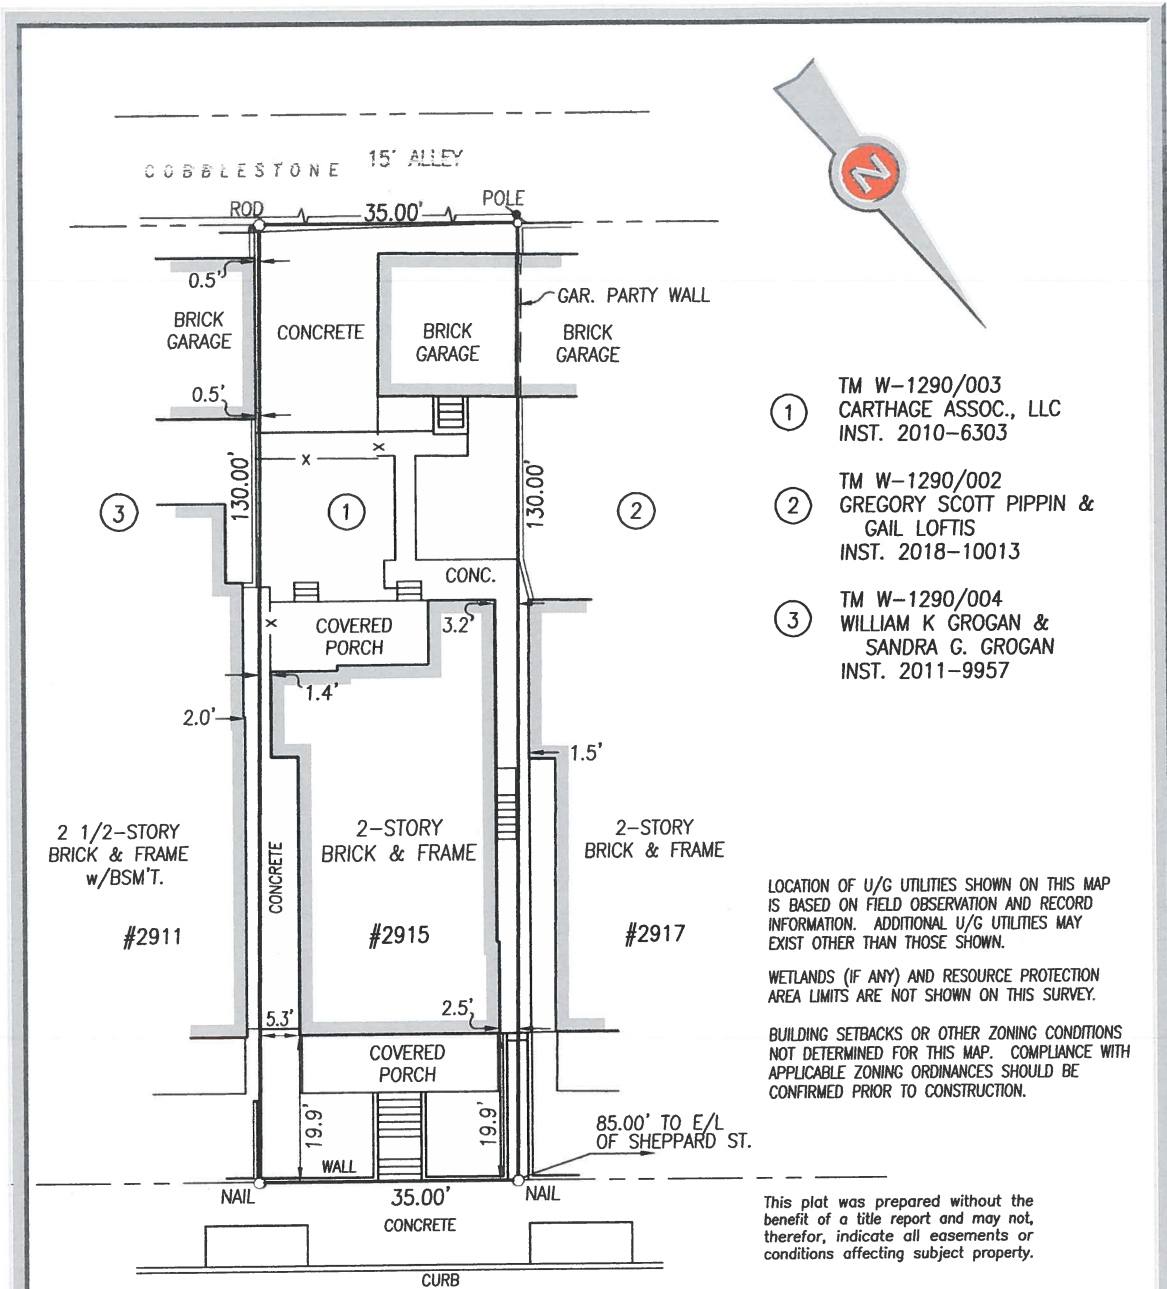 COBBLESTONE 15' ALLEY
ROD
35.00'
POLE
N
0.5'
GAR. PARTY WALL
BRICK
GARAGE
CONCRETE
BRICK
GARAGE
BRICK
GARAGE
0.5'
X
X
130.00'
130.00'
3
1
2
CONC.
COVERED
PORCH
3.2'
X
1.4'
2.0'
1.5'
2 1/2-STORY
BRICK & FRAME
w/BSM'T.
CONCRETE
2-STORY
BRICK & FRAME
2-STORY
BRICK & FRAME
#2911
#2915
#2917
5.3'
2.5'
COVERED
PORCH
19.9'
19.9'
85.00' TO E/L
OF SHEPPARD ST.
WALL
NAIL
35.00'
NAIL
CONCRETE
CURB
1
TM W-1290/003
CARTHAGE ASSOC., LLC
INST. 2010-6303
2
TM W-1290/002
GREGORY SCOTT PIPPIN &
GAIL LOFTIS
INST. 2018-10013
3
TM W-1290/004
WILLIAM K GROGAN &
SANDRA G. GROGAN
INST. 2011-9957
LOCATION OF U/G UTILITIES SHOWN ON THIS MAP
IS BASED ON FIELD OBSERVATION AND RECORD
INFORMATION. ADDITIONAL U/G UTILITIES MAY
EXIST OTHER THAN THOSE SHOWN.
WETLANDS (IF ANY) AND RESOURCE PROTECTION
AREA LIMITS ARE NOT SHOWN ON THIS SURVEY.
BUILDING SETBACKS OR OTHER ZONING CONDITIONS
NOT DETERMINED FOR THIS MAP. COMPLIANCE WITH
APPLICABLE ZONING ORDINANCES SHOULD BE
CONFIRMED PRIOR TO CONSTRUCTION.
This plat was prepared without the
benefit of a title report and may not,
therefor, indicate all easements or
conditions affecting subject property.